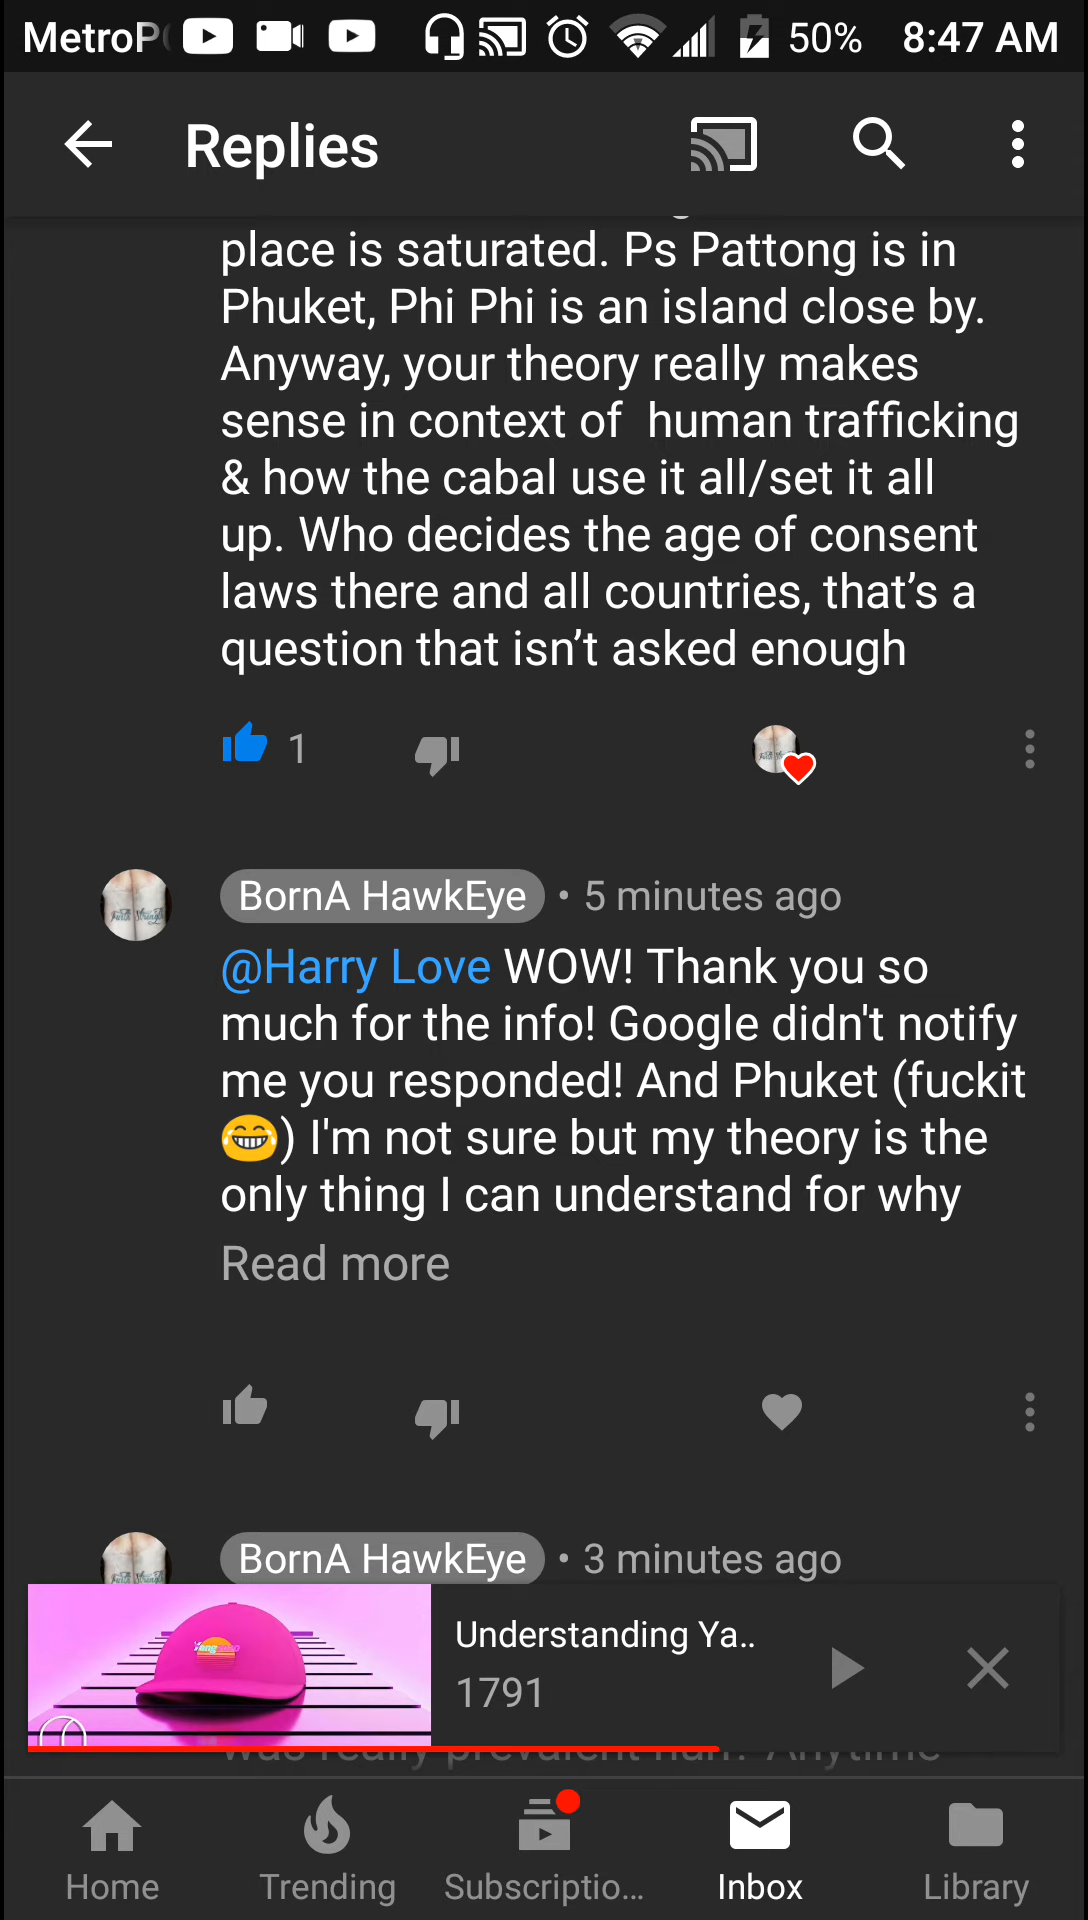 MetroP
50%
8:47 AM
Replies
place is saturated. Ps Pattong is in
Phuket, Phi Phi is an island close by.
Anyway, your theory really makes
sense in context of  human trafficking
& how the cabal use it all/set it all
up. Who decides the age of consent
laws there and all countries, that’s a
question that isn’t asked enough
1
BornA HawkEye • 5 minutes ago
@Harry Love WOW! Thank you so
much for the info! Google didn't notify
me you responded! And Phuket (fuckit
😂) I'm not sure but my theory is the
only thing I can understand for why
Read more
BornA HawkEye • 3 minutes ago
Understanding Ya..
1791
was really prevalent huh? Anytime
Home
Trending
Subscriptio...
Inbox
Library